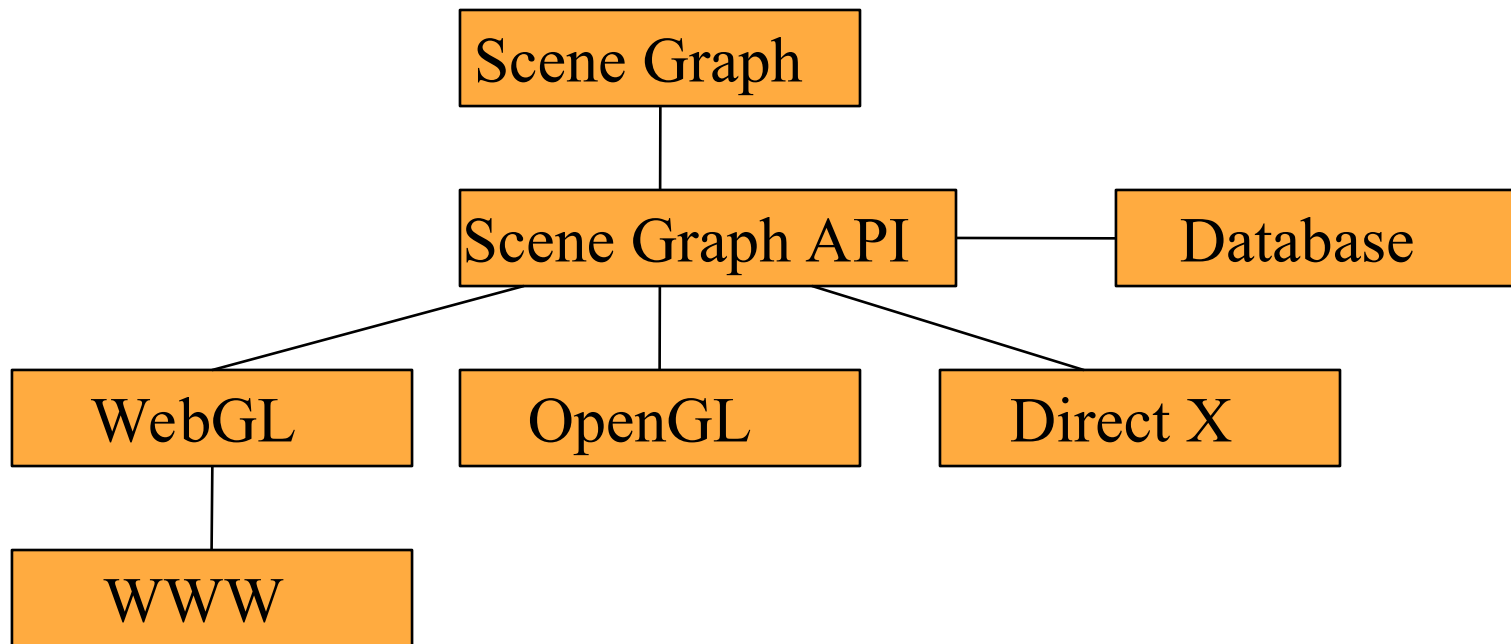 Scene Graph
Scene Graph API
Database
WebGL
OpenGL
Direct X
WWW